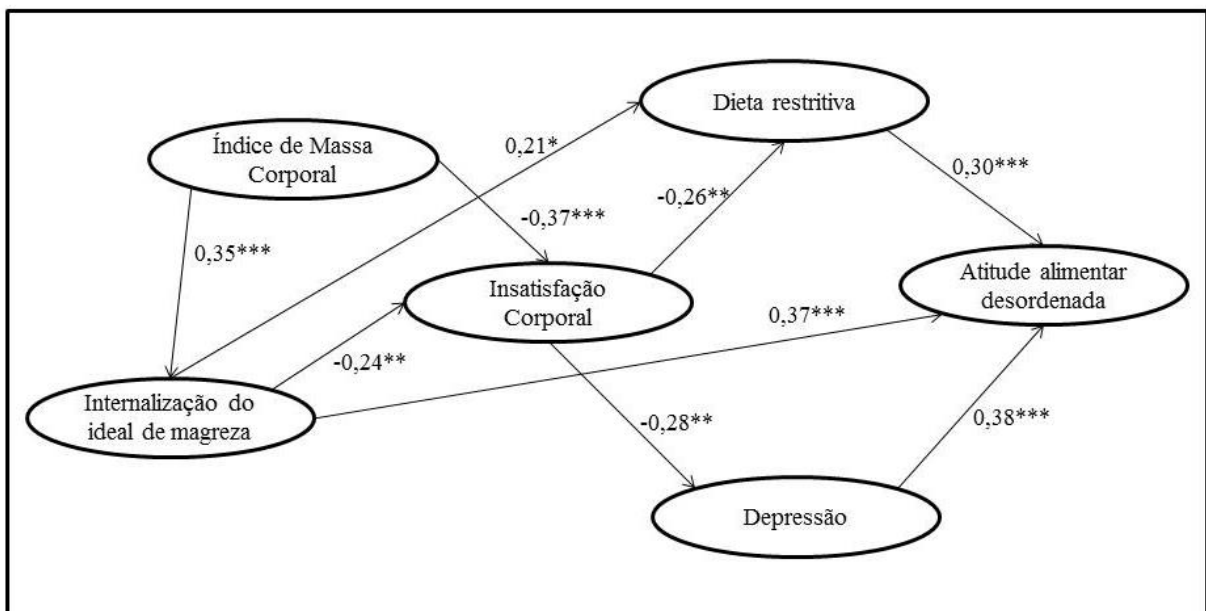 Dieta restritiva
Índice de Massa
Corporal
0,21*
0,30***
-0,37***
-0,26**
0,35***
Insatisfação
Corporal
Atitude alimentar
desordenada
0,37***
-0,24**
Internalização do
ideal de magreza
-0,28**
0,38***
Depressão